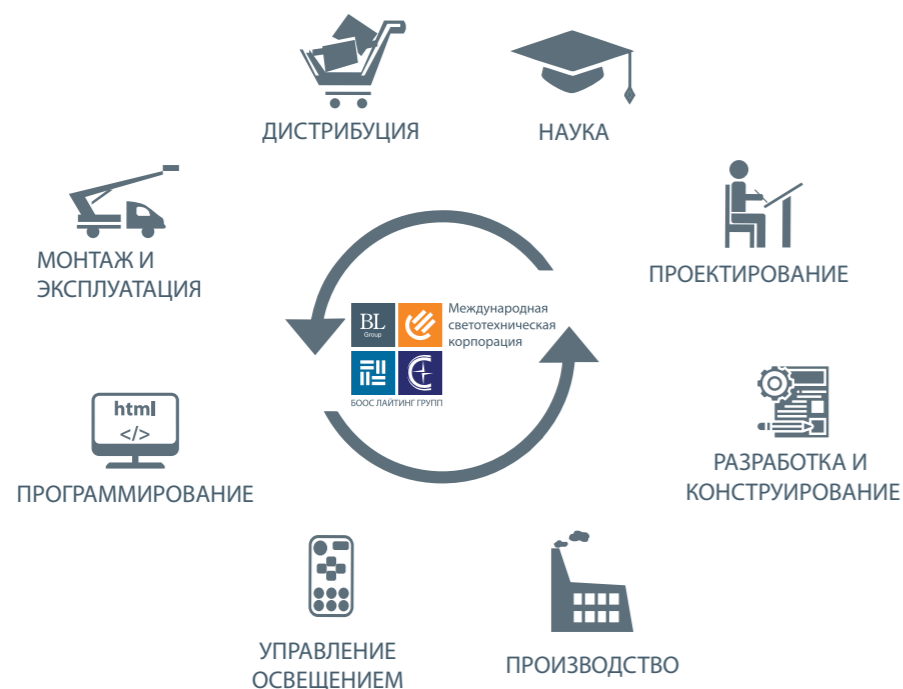 ДИСТРИБУЦИЯ
НАУКА
МОНТАЖ И
ЭКСПЛУАТАЦИЯ
ПРОЕКТИРОВАНИЕ
BL
Group
Международная
светотехническая
корпорация
БООС ЛАЙТИНГ ГРУПП
html
</>
ПРОГРАММИРОВАНИЕ
РАЗРАБОТКА И
КОНСТРУИРОВАНИЕ
УПРАВЛЕНИЕ
ОСВЕЩЕНИЕМ
ПРОИЗВОДСТВО